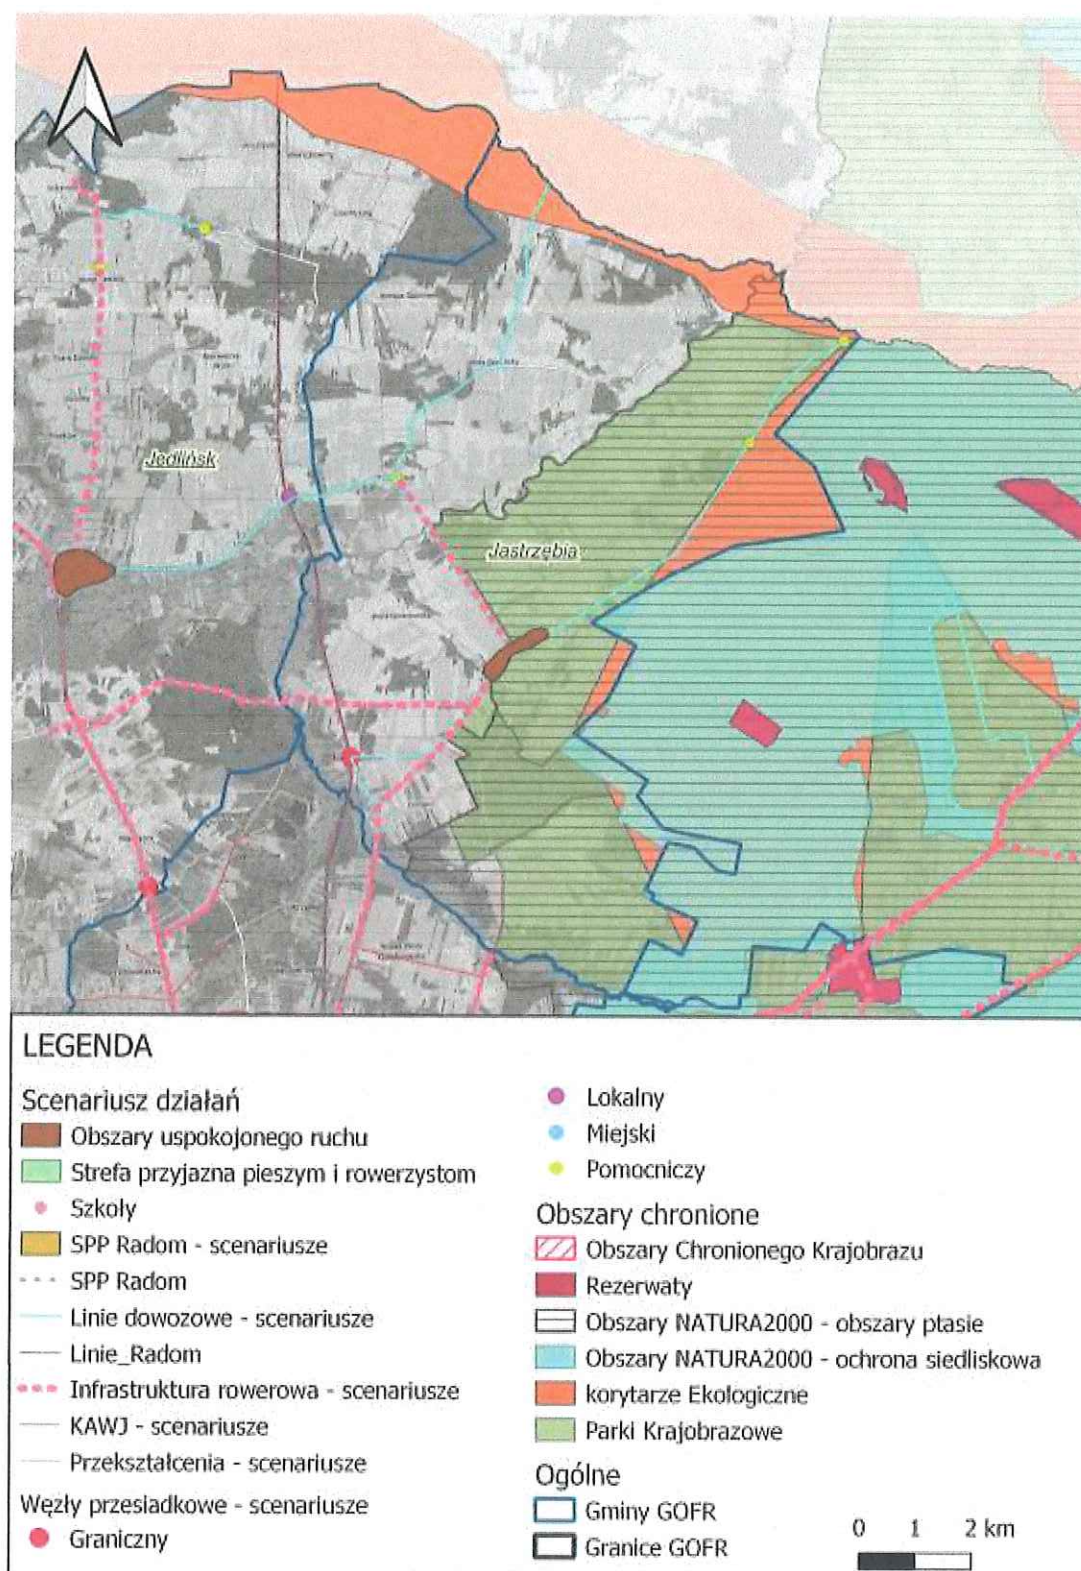 Jedlińsk
Jastrzębia
LEGENDA
Scenariusz działań
Obszary uspokojonego ruchu
Strefa przyjazna pieszym i rowerzystom
Szkoły
SPP Radom - scenariusze
SPP Radom
Linie dowozowe - scenariusze
Linie_Radom
Infrastruktura rowerowa - scenariusze
KAWJ - scenariusze
Przekształcenia - scenariusze
Węzły przesiadkowe - scenariusze
Graniczny
Lokalny
Miejski
Pomocniczy
Obszary chronione
Obszary Chronionego Krajobrazu
Rezerwaty
Obszary NATURA2000 - obszary ptasie
Obszary NATURA2000 - ochrona siedliskowa
korytarze Ekologiczne
Parki Krajobrazowe
Ogólne
Gminy GOFR
Granice GOFR
0 1 2 km